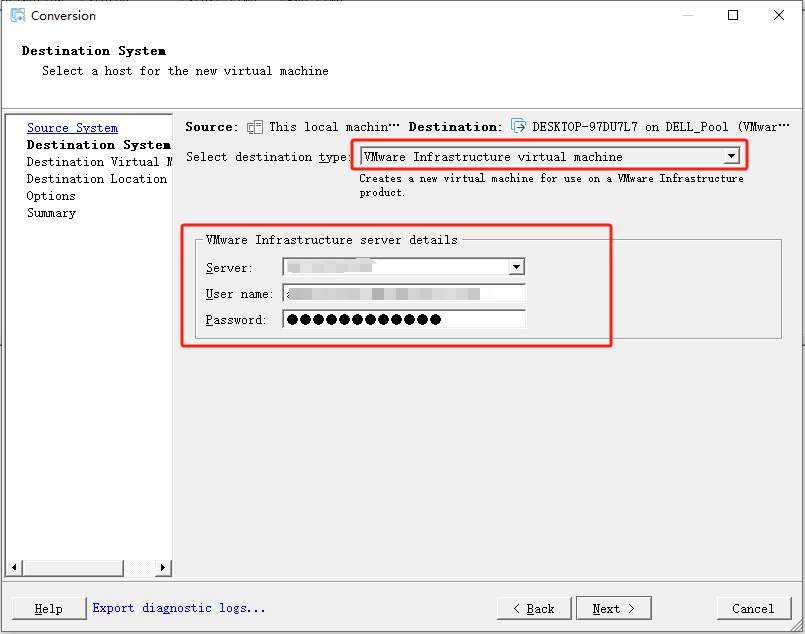 Conversion
Destination System
Select a host for the new virtual machine
Source System
Destination System
Destination Virtual M
Destination Location
Options
Summary
Source: This local machin··· Destination: DESKTOP-97DU7L7 on DELL_Pool (VMwar···
Select destination type: VMware Infrastructure virtual machine
Creates a new virtual machine for use on a VMware Infrastructure
product.
VMware Infrastructure server details
Server:
User name:
Password: ●●●●●●●●●●●●
Help Export diagnostic logs... < Back Next > Cancel